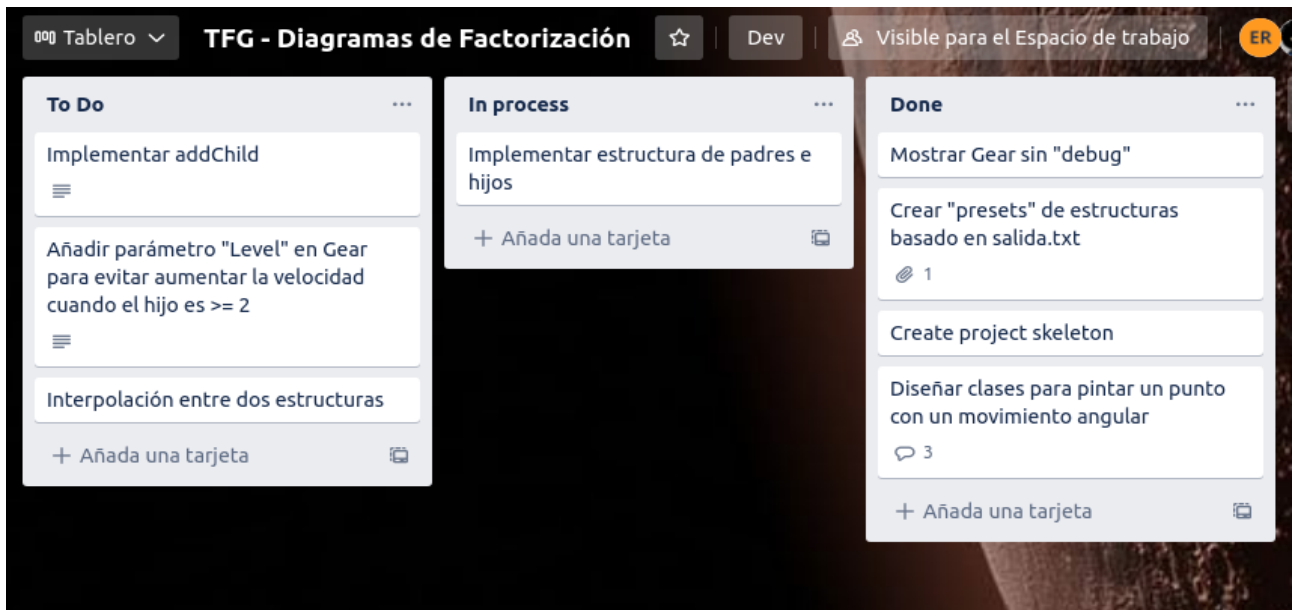 Tablero
TFG - Diagramas de Factorización
Dev
Visible para el Espacio de trabajo
ER
To Do
Implementar addChild
Añadir parámetro "Level" en Gear
para evitar aumentar la velocidad
cuando el hijo es >= 2
Interpolación entre dos estructuras
+ Añada una tarjeta
In process
Implementar estructura de padres e
hijos
+ Añada una tarjeta
Done
Mostrar Gear sin "debug"
Crear "presets" de estructuras
basado en salida.txt
1
Create project skeleton
Diseñar clases para pintar un punto
con un movimiento angular
3
+ Añada una tarjeta